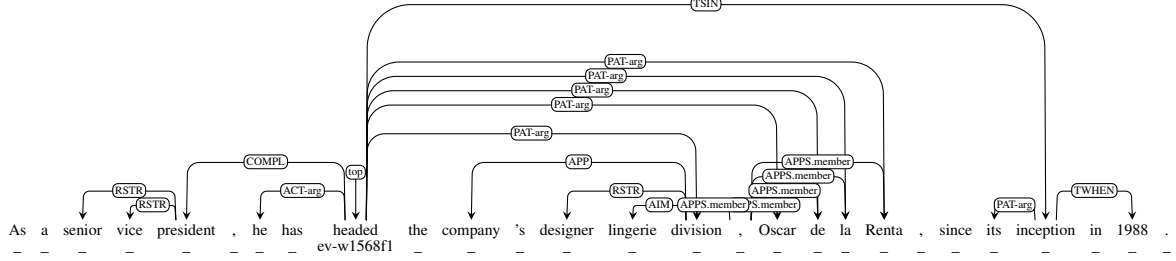 TSIN
PAT-arg
PAT-arg
PAT-arg
PAT-arg
PAT-arg
COMPL APP APPS.member
top
APPS.member
RSTR ACT-arg RSTR APPS.member TWHEN
RSTR AIM APPS.member PS.member PAT-arg
As a senior vice president , he has headed the company 's designer lingerie division , Oscar de la Renta , since its inception in 1988 .
ev-w1568f1
_ _ _ _ _ _ _ _ _ _ _ _ _ _ _ _ _ _ _ _ _ _ _ _ _ _